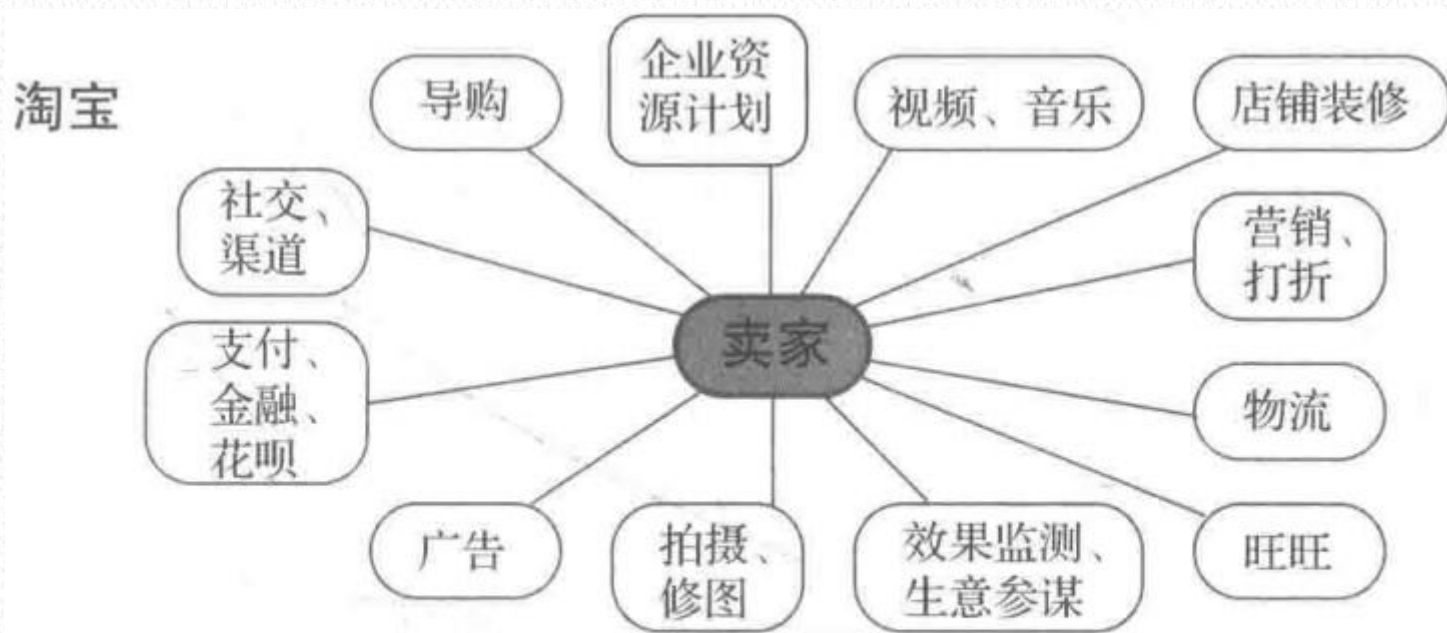 淘宝
导购
企业资
源计划
视频、音乐
店铺装修
社交、
渠道
营销、
打折
卖家
支付、
金融、
花呗
物流
广告
拍摄、
修图
效果监测、
生意参谋
旺旺